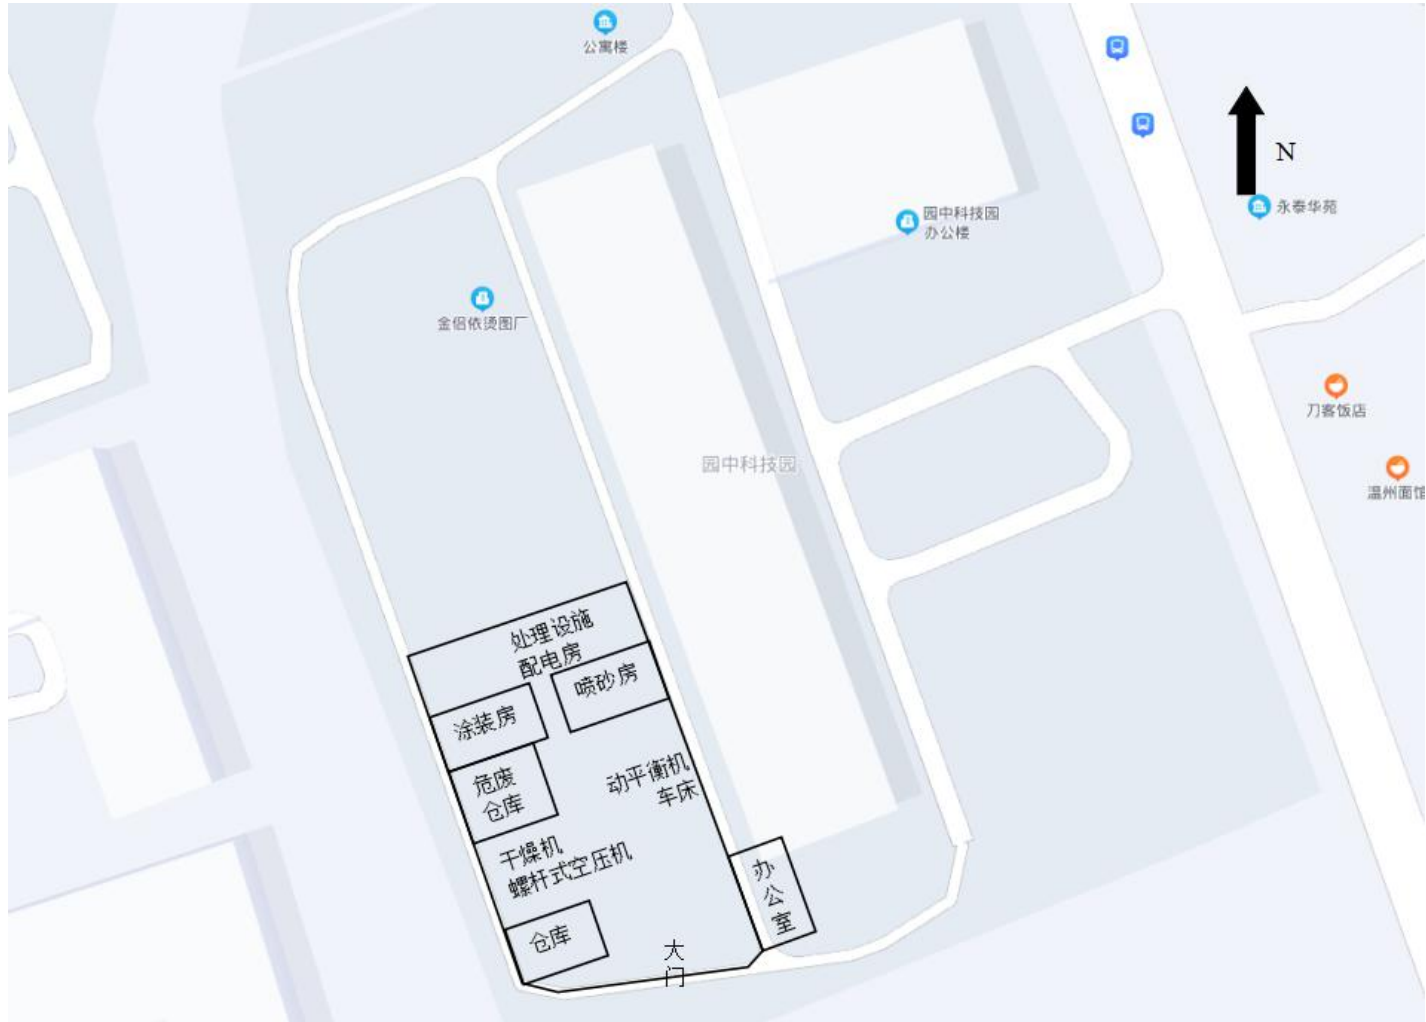 公寓楼
N
永泰华苑
园中科技园
办公楼
金侣依烫图厂
刀客饭店
园中科技园
温州面馆
处理设施
配电房
喷砂房
涂装房
危废
仓库
动平衡机
车床
干燥机
螺杆式空压机
办公室
仓库
大门